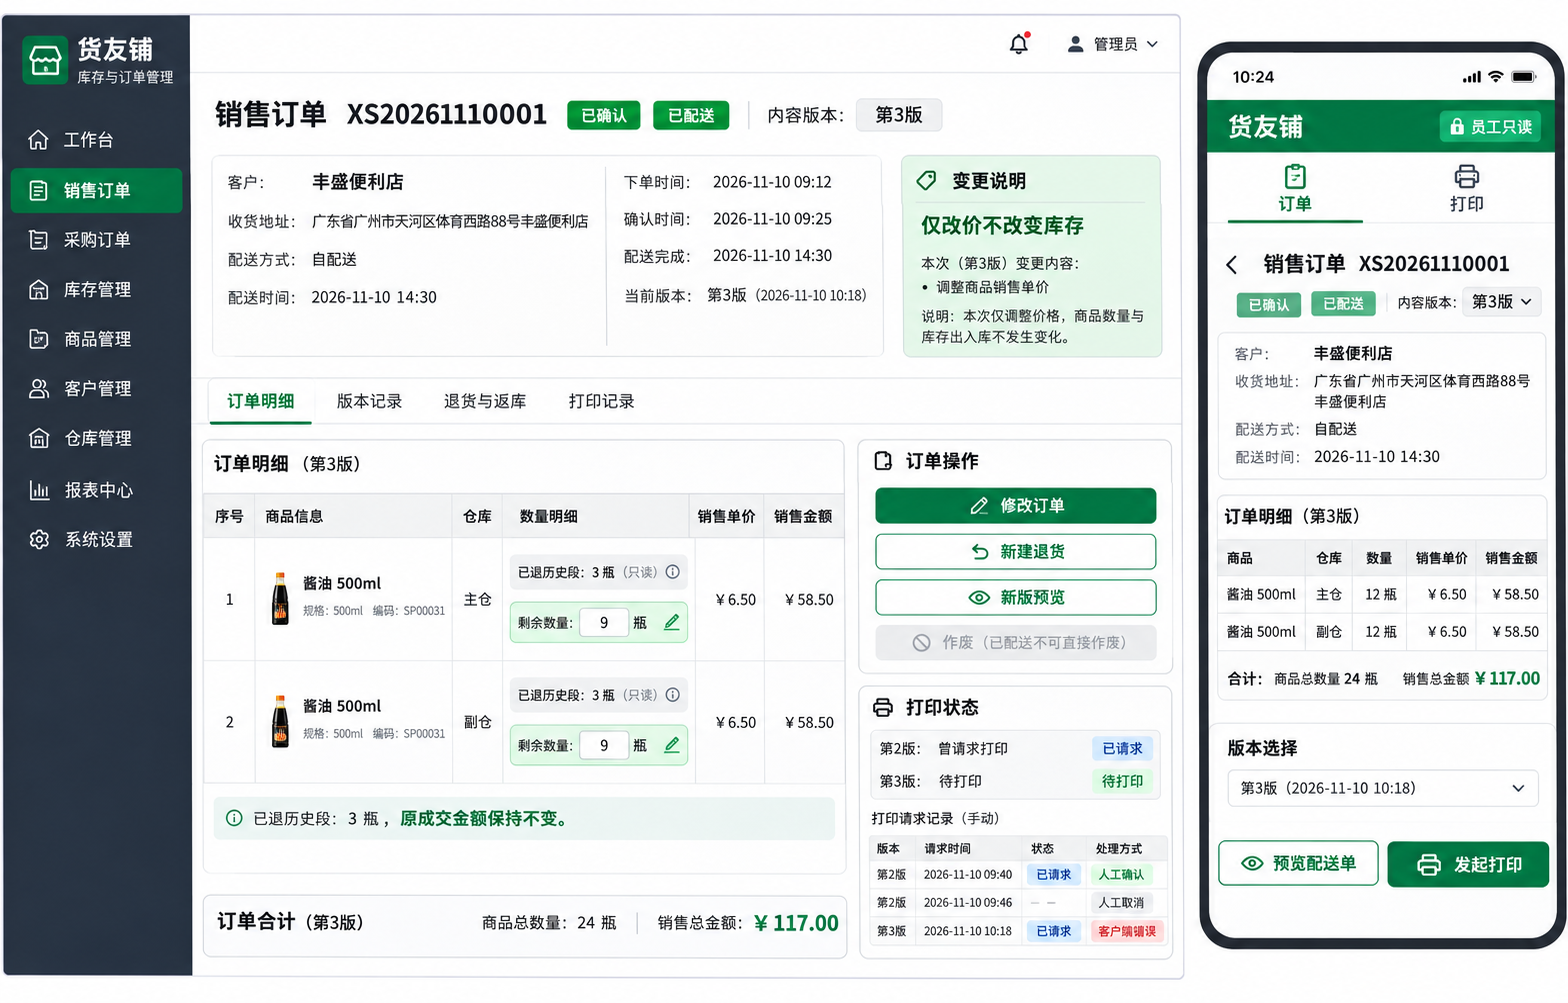 货友铺
库存与订单管理
工作台
销售订单
采购订单
库存管理
商品管理
客户管理
仓库管理
报表中心
系统设置
管理员
销售订单 XS20261110001 已确认 已配送 内容版本: 第3版
客户: 丰盛便利店
收货地址: 广东省广州市天河区体育西路88号丰盛便利店
配送方式: 自配送
配送时间: 2026-11-10 14:30
下单时间: 2026-11-10 09:12
确认时间: 2026-11-10 09:25
配送完成: 2026-11-10 14:30
当前版本: 第3版（2026-11-10 10:18）
变更说明
仅改价不改变库存
本次（第3版）变更内容:
• 调整商品销售单价
说明: 本次仅调整价格，商品数量与
库存出入库不发生变化。
订单明细 版本记录 退货与返库 打印记录
订单明细（第3版）
序号 商品信息 仓库 数量明细 销售单价 销售金额
1 酱油 500ml 规格: 500ml 编码: SP00031 主仓 ¥6.50 ¥58.50
已退历史段: 3 瓶（只读）
剩余数量: 9 瓶
2 酱油 500ml 规格: 500ml 编码: SP00031 副仓 ¥6.50 ¥58.50
已退历史段: 3 瓶（只读）
剩余数量: 9 瓶
已退历史段: 3 瓶，原成交金额保持不变。
订单合计（第3版） 商品总数量: 24 瓶 销售总金额: ¥117.00
订单操作
修改订单
新建退货
新版预览
作废（已配送不可直接作废）
打印状态
第2版: 曾请求打印 已请求
第3版: 待打印 待打印
打印请求记录（手动）
版本 请求时间 状态 处理方式
第2版 2026-11-10 09:40 已请求 人工确认
第2版 2026-11-10 09:46 — — 人工取消
第3版 2026-11-10 10:18 已请求 客户端错误
10:24
货友铺 员工只读
订单 打印
销售订单 XS20261110001
已确认 已配送 内容版本: 第3版
客户: 丰盛便利店
收货地址: 广东省广州市天河区体育西路88号
丰盛便利店
配送方式: 自配送
配送时间: 2026-11-10 14:30
订单明细（第3版）
商品 仓库 数量 销售单价 销售金额
酱油 500ml 主仓 12 瓶 ¥6.50 ¥58.50
酱油 500ml 副仓 12 瓶 ¥6.50 ¥58.50
合计: 商品总数量 24 瓶 销售总金额 ¥117.00
版本选择
第3版（2026-11-10 10:18）
预览配送单 发起打印